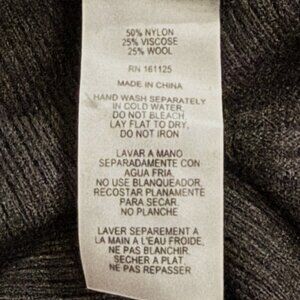 50% NYLON
25% VISCOSE
25% WOOL
RN 161125
MADE IN CHINA
HAND WASH SEPARATELY
IN COLD WATER.
DO NOT BLEACH
LAY FLAT TO DRY,
DO NOT IRON
LAVAR A MANO
SEPARADAMENTE CON
AGUA FRIA.
NO USE BLANQUEADOR,
RECOSTAR PLANAMENTE
PARA SECAR.
NO PLANCHE
LAVER SEPAREMENT A
LA MAIN A L'EAU FROIDE,
NE PAS BLANCHIR
SECHER A PLAT
NE PAS REPASSER